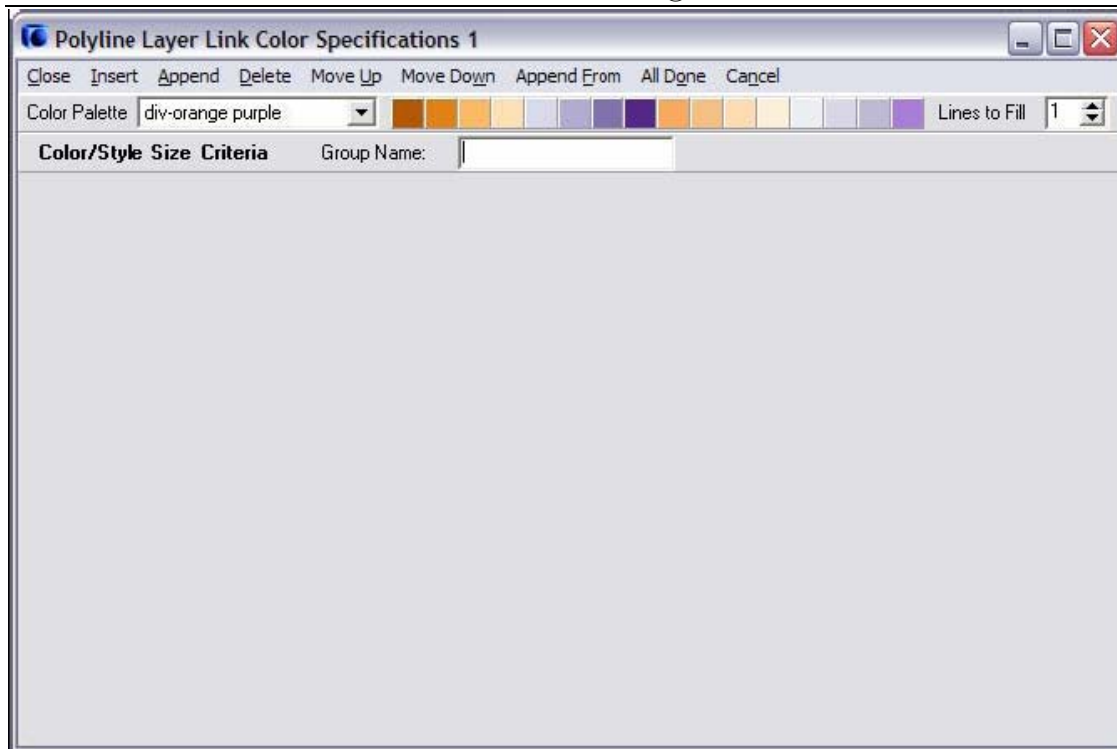 Polyline Layer Link Color Specifications 1
Close Insert Append Delete Move Up Move Down Append From All Done Cancel
Color Palette div-orange purple Lines to Fill 1
Color/Style Size Criteria Group Name: